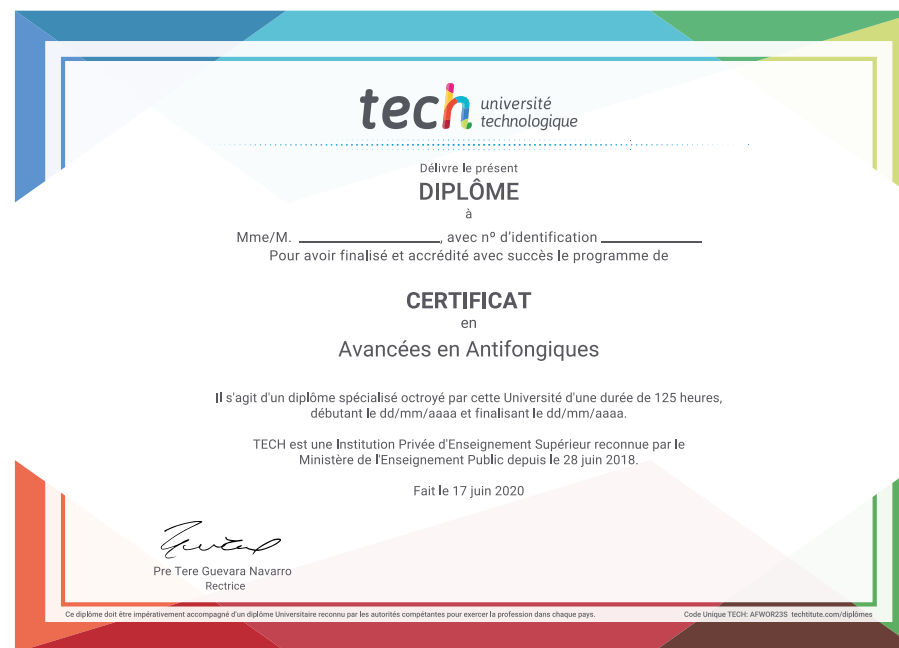 tech université
technologique
Délivre le présent
DIPLÔME
à
Mme/M. ____________________, avec nº d'identification ______________
Pour avoir finalisé et accrédité avec succès le programme de
CERTIFICAT
en
Avancées en Antifongiques
Il s'agit d'un diplôme spécialisé octroyé par cette Université d'une durée de 125 heures,
débutant le dd/mm/aaaa et finalisant le dd/mm/aaaa.
TECH est une Institution Privée d'Enseignement Supérieur reconnue par le
Ministère de l'Enseignement Public depuis le 28 juin 2018.
Fait le 17 juin 2020
Pre Tere Guevara Navarro
Rectrice
Ce diplôme doit être impérativement accompagné d'un diplôme Universitaire reconnu par les autorités compétantes pour exercer la profession dans chaque pays. Code Unique TECH: AFWOR23S techtitute.com/diplômes